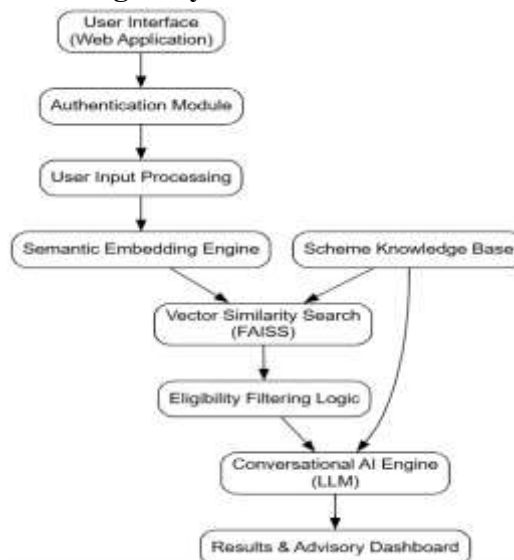 User Interface
(Web Application)
Authentication Module
User Input Processing
Semantic Embedding Engine
Scheme Knowledge Base
Vector Similarity Search
(FAISS)
Eligibility Filtering Logic
Conversational AI Engine
(LLM)
Results & Advisory Dashboard